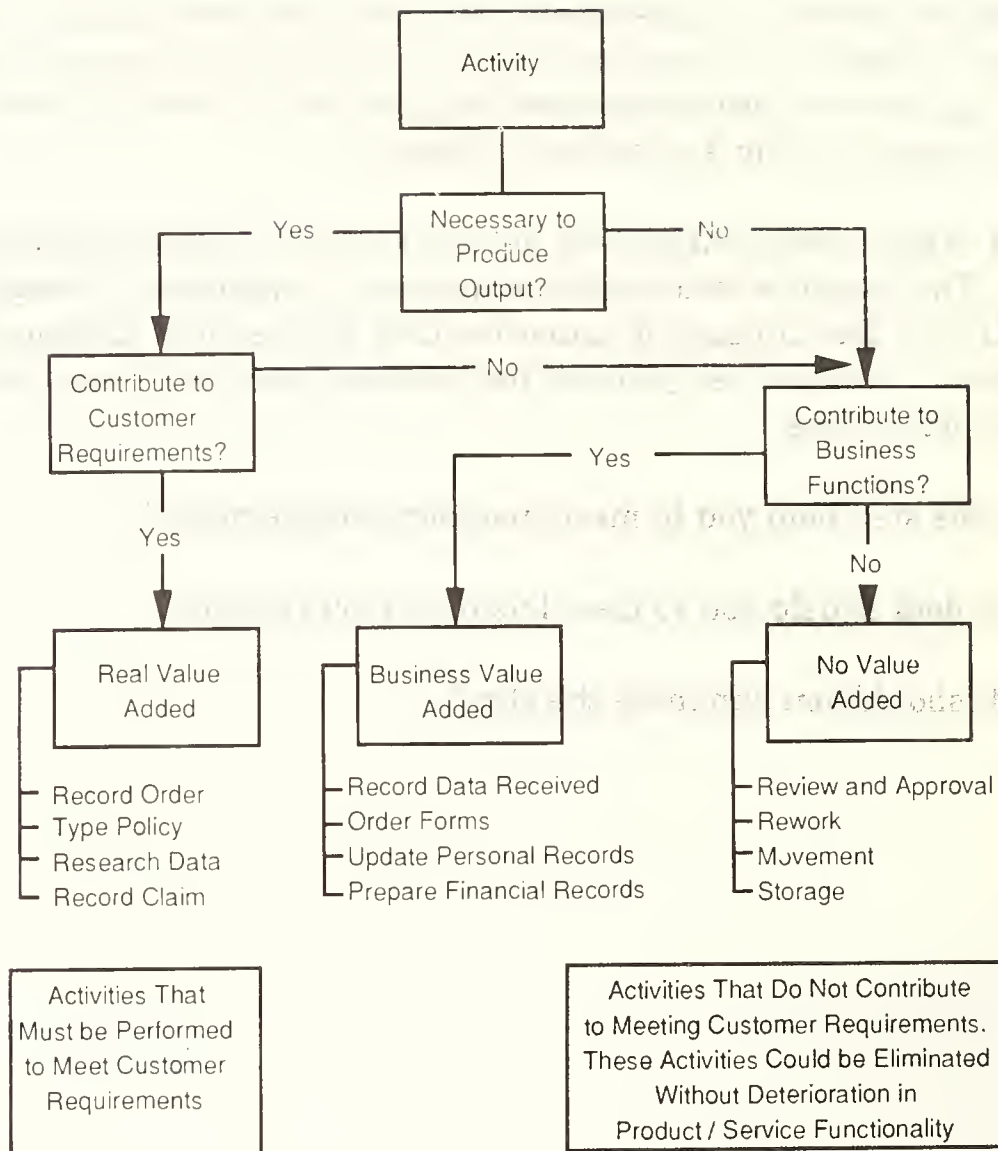 Activity
Yes
Necessary to
Produce
Output?
No
Contribute to
Customer
Requirements?
No
Contribute to
Business
Functions?
Yes
Yes
No
Real Value
Added
Business Value
Added
No Value
Added
Record Order
Type Policy
Research Data
Record Claim
Record Data Received
Order Forms
Update Personal Records
Prepare Financial Records
Review and Approval
Rework
Movement
Storage
Activities That
Must be Performed
to Meet Customer
Requirements
Activities That Do Not Contribute
to Meeting Customer Requirements.
These Activities Could be Eliminated
Without Deterioration in
Product / Service Functionality